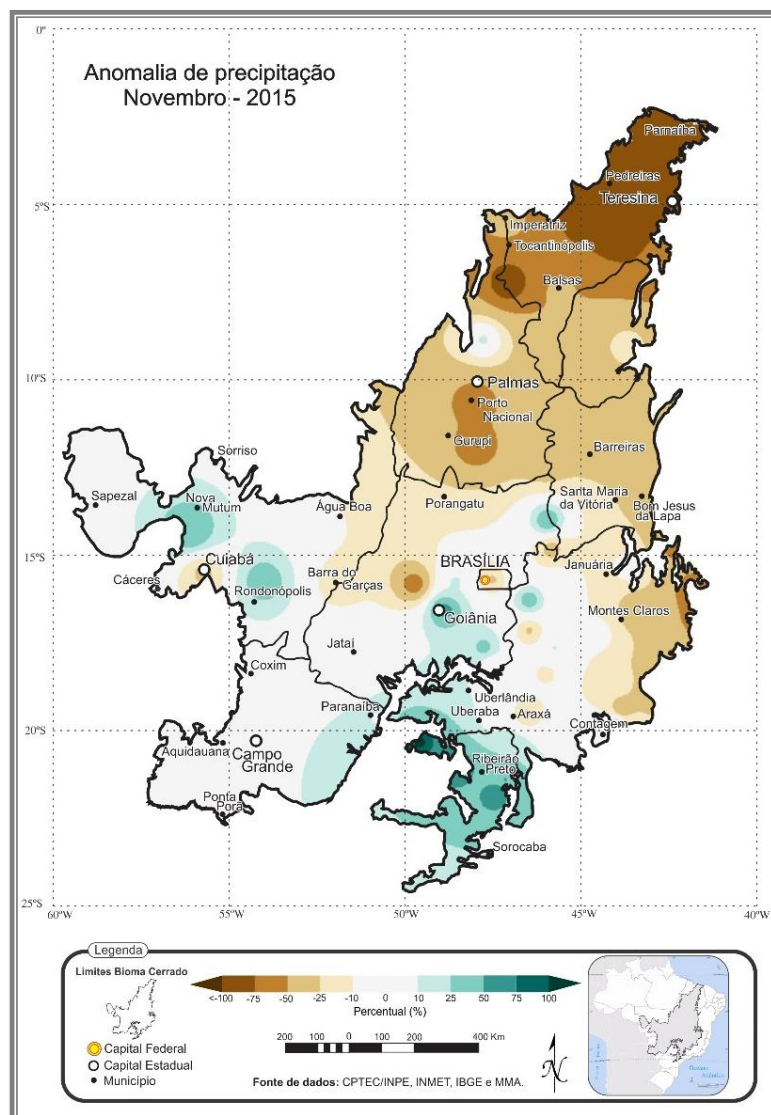 0°
Anomalia de precipitação
Novembro - 2015
Parnaíba
Pedreiras
Teresina
5°S
Imperatriz
Tocantinópolis
Balsas
10°S
Palmas
Porto
Nacional
Gurupi
Barreiras
Sorriso
Sapezal
Nova
Mutum
Água Boa
Porangatu
Santa Maria
da Vitória
Bom Jesus
da Lapa
15°S
Cuiabá
BRASÍLIA
Januária
Cáceres
Rondonópolis
Barra do
Garças
Goiânia
Montes Claros
Jataí
Coxim
Paranaíba
Uberlândia
Uberaba
Araxá
Contagem
20°S
Aquidauana
Campo
Grande
Ribeirão
Preto
Ponta
Porã
Sorocaba
25°S
60°W
55°W
50°W
45°W
40°W
Legenda
Limites Bioma Cerrado
<-100 -75 -50 -25 -10 0 10 25 50 75 100
Percentual (%)
Capital Federal
Capital Estadual
Município
200 100 0 200 400 Km
N
Fonte de dados: CPTEC/INPE, INMET, IBGE e MMA.
Oceano
Atlântico